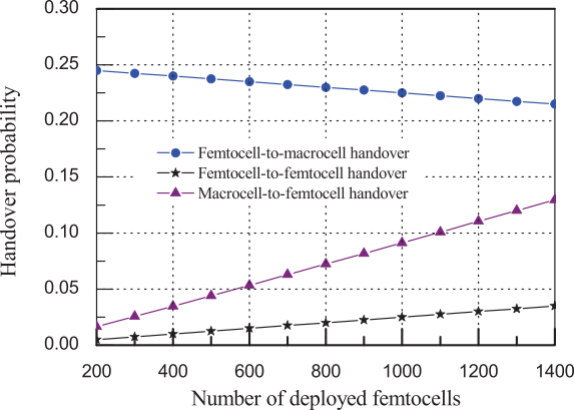 0.30
0.25
0.20
0.15
0.10
0.05
0.00
Handover probability
Femtocell-to-macrocell handover
Femtocell-to-femtocell handover
Macrocell-to-femtocell handover
200 400 600 800 1000 1200 1400
Number of deployed femtocells